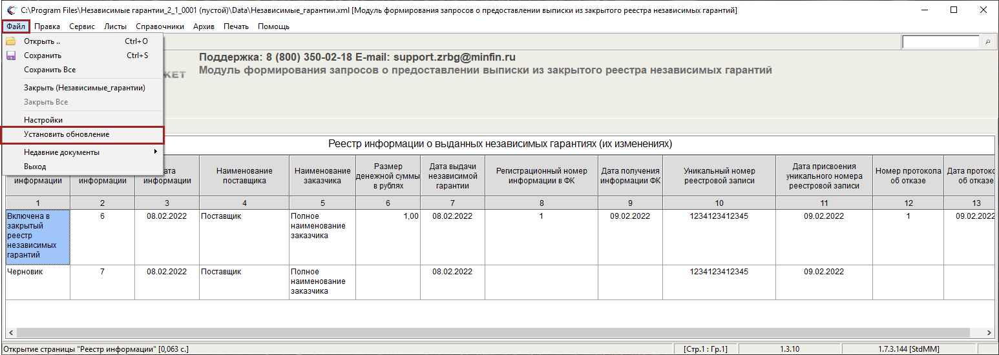 C:\Program Files\Независимые гарантии_2_1_0001 (пустой)\Data\Независимые_гарантии.xml [Модуль формирования запросов о предоставлении выписки из закрытого реестра независимых гарантий]
Файл Правка Сервис Листы Справочники Архив Печать Помощь
Открыть .. Ctrl+O
Сохранить Ctrl+S
Сохранить Все
Закрыть (Независимые_гарантии)
Закрыть Все
Настройки
Установить обновление
Недавние документы
Выход
Поддержка: 8 (800) 350-02-18 E-mail: support.zrbg@minfin.ru
Модуль формирования запросов о предоставлении выписки из закрытого реестра независимых гарантий
КЕТ
Реестр информации о выданных независимых гарантиях (их изменениях)
информации
информации
ата
информации
Наименование
поставщика
Наименование
заказчика
Размер
денежной суммы
в рублях
Дата выдачи
независимой
гарантии
Регистрационный номер
информации в ФК
Дата получения
информации ФК
Уникальный номер
реестровой записи
Дата присвоения
уникального номера
реестровой записи
Номер протокола
об отказе
Дата проток
об отказе
1 2 3 4 5 6 7 8 9 10 11 12 13
Включена в
закрытый
реестр
независимых
гарантий
6
08.02.2022
Поставщик
Полное
наименование
заказчика
1,00
08.02.2022
1
09.02.2022
1234123412345
09.02.2022
1
09.02.2022
Черновик
7
08.02.2022
Поставщик
Полное
наименование
заказчика
08.02.2022
1234123412345
09.02.2022
Открытие страницы "Реестр информации" [0,063 с.] [Стр.1 : Гр.1] 1.3.10 1.7.3.144 [StdMM]